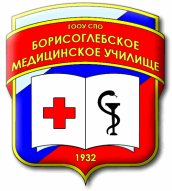 ГООУ СПО
БОРИСОГЛЕБСКОЕ
МЕДИЦИНСКОЕ УЧИЛИЩЕ
1932